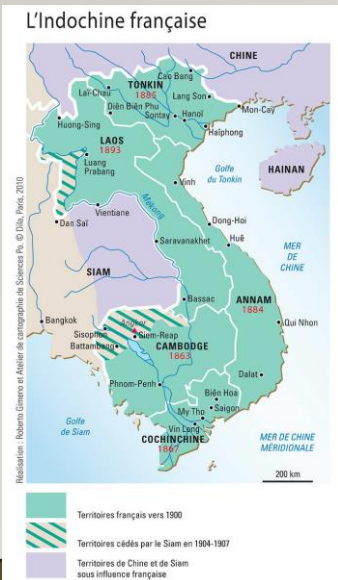 L'Indochine française
CHINE
Cao Bang
TONKIN
1885
Laï-Chau
Lang Son
Diên Biên Phu
Sontay
Hanoï
Mon-Cay
Huong-Sing
Haïphong
LAOS
1893
Luang
Prabang
Golfe
du Tonkin
HAINAN
Vinh
Vientiane
Mékong
Dan Saï
Dong-Hoi
Saravanakhet
Huê
MER
DE
CHINE
SIAM
Bassac
ANNAM
1884
Bangkok
Angkor
Sisophon
Siem-Reap
Qui Nhon
Battambang
CAMBODGE
1863
Dalat
Phnom-Penh
Biên Hoa
Golfe
de Siam
My Tho
Saigon
Vin Long
COCHINCHINE
1867
MER DE CHINE
MÉRIDIONALE
200 km
Réalisation : Roberto Gimeno et Atelier de cartographie de Sciences Po. © Dila, Paris, 2010
Territoires français vers 1900
Territoires cédés par le Siam en 1904-1907
Territoires de Chine et de Siam
sous influence française